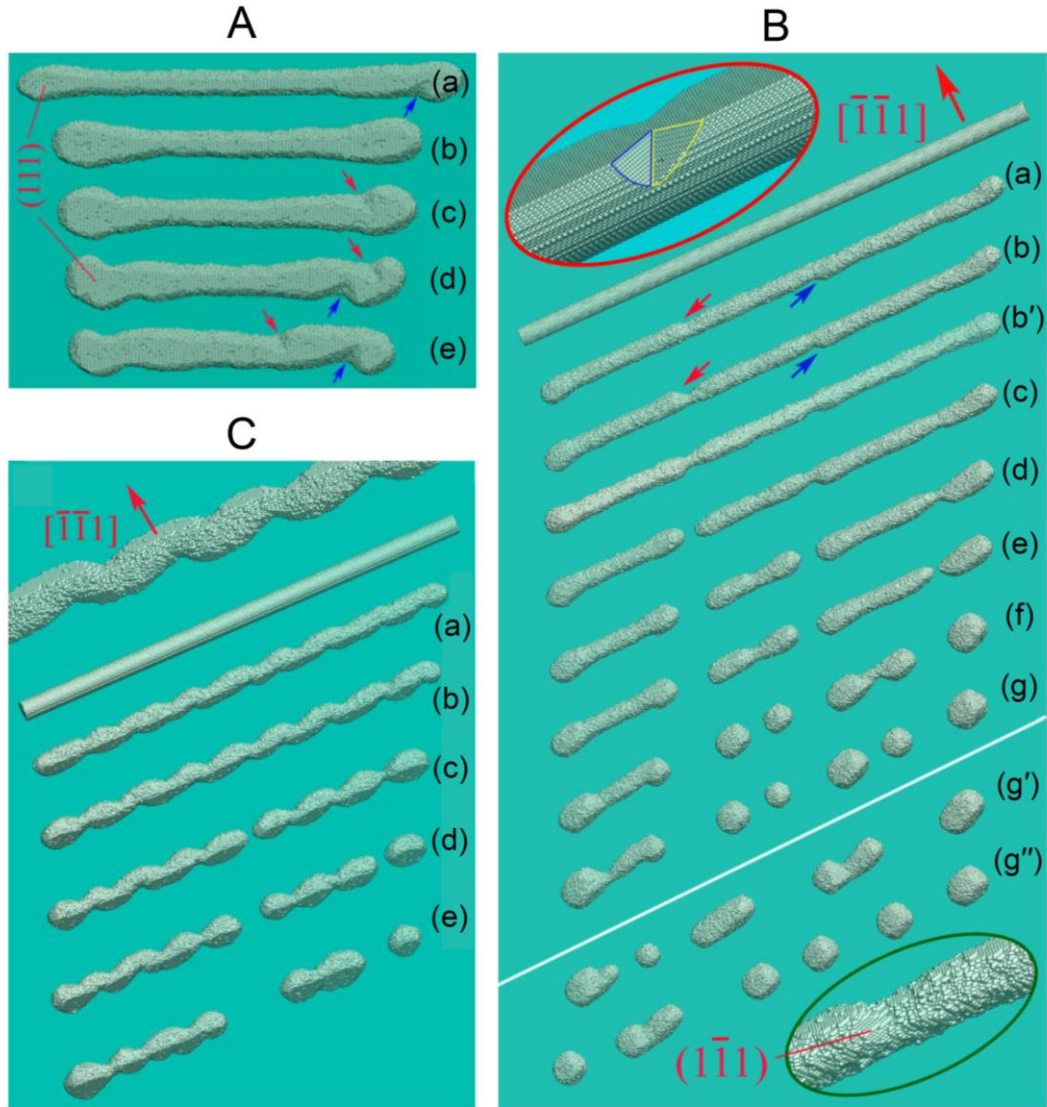 A
(a)
(b)
(c)
(d)
(e)
(111)
B
[1̅1̅1]
(a)
(b)
(b′)
(c)
(d)
(e)
(f)
(g)
(g′)
(g″)
(11̅1)
C
[1̅1̅1]
(a)
(b)
(c)
(d)
(e)